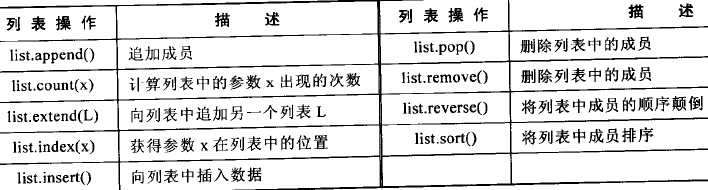 列表操作 描述 列表操作 描述
list.append() 追加成员 list.pop() 删除列表中的成员
list.count(x) 计算列表中的参数x出现的次数 list.remove() 删除列表中的成员
list.extend(L) 向列表中追加另一个列表L list.reverse() 将列表中成员的顺序颠倒
list.index(x) 获得参数x在列表中的位置 list.sort() 将列表中成员排序
list.insert() 向列表中插入数据